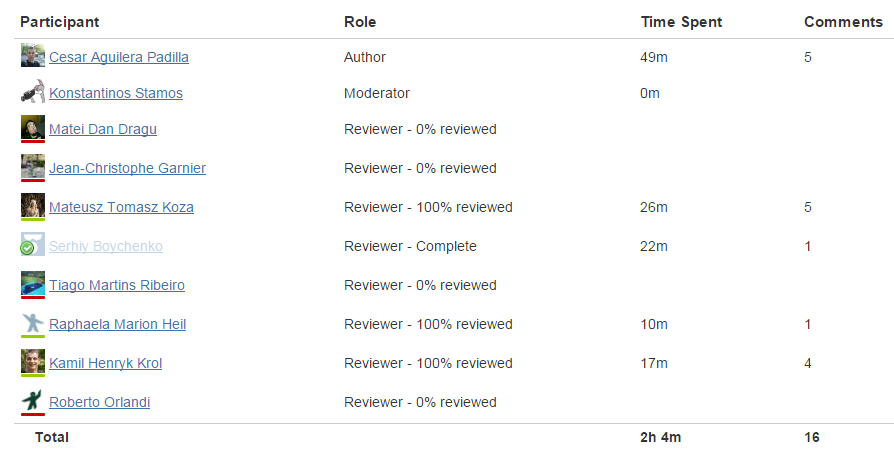 Participant Role Time Spent Comments
Cesar Aguilera Padilla Author 49m 5
Konstantinos Stamos Moderator 0m
Matei Dan Dragu Reviewer - 0% reviewed
Jean-Christophe Garnier Reviewer - 0% reviewed
Mateusz Tomasz Koza Reviewer - 100% reviewed 26m 5
Serhiy Boychenko Reviewer - Complete 22m 1
Tiago Martins Ribeiro Reviewer - 0% reviewed
Raphaela Marion Heil Reviewer - 100% reviewed 10m 1
Kamil Henryk Krol Reviewer - 100% reviewed 17m 4
Roberto Orlandi Reviewer - 0% reviewed
Total 2h 4m 16